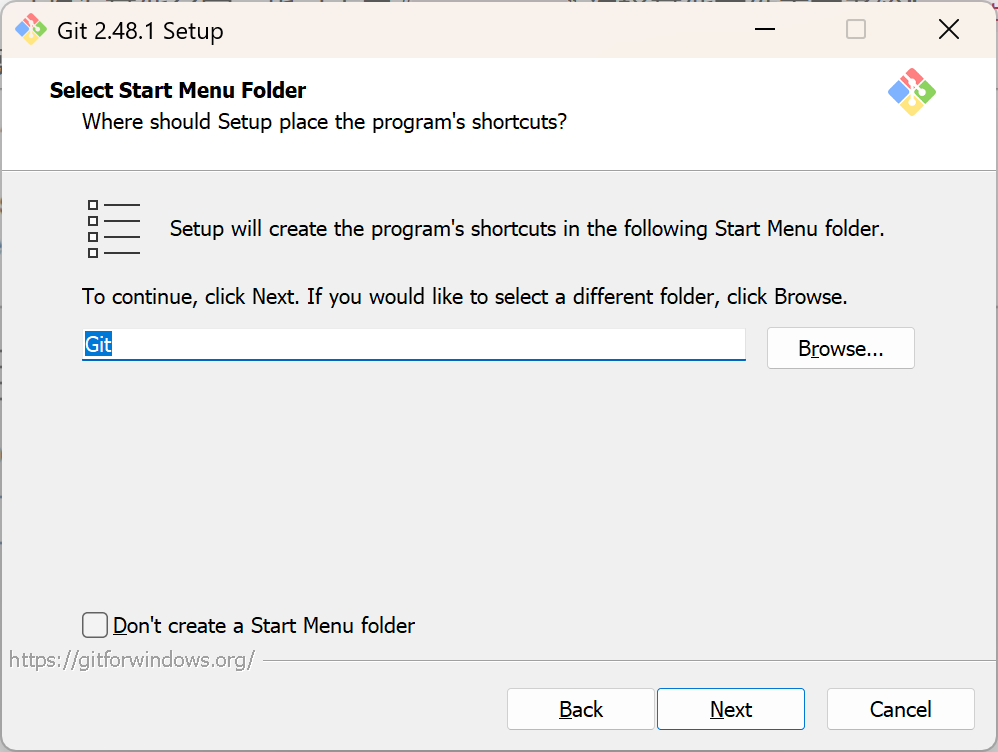 Git 2.48.1 Setup
Select Start Menu Folder
Where should Setup place the program's shortcuts?
Setup will create the program's shortcuts in the following Start Menu folder.
To continue, click Next. If you would like to select a different folder, click Browse.
Git
Browse...
Don't create a Start Menu folder
https://gitforwindows.org/
Back
Next
Cancel